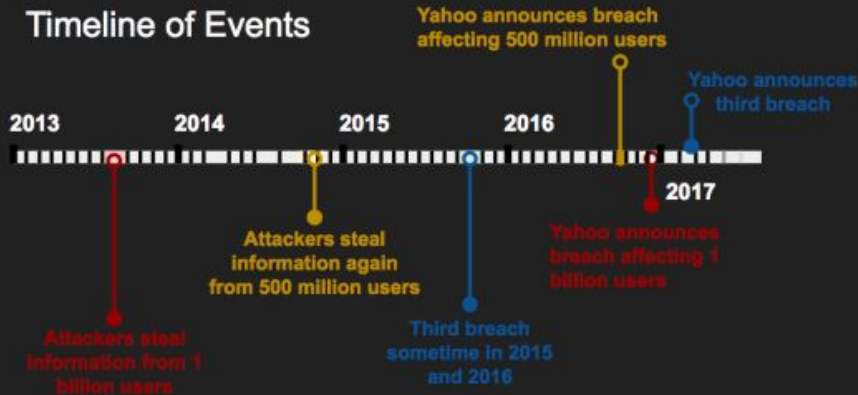 Timeline of Events
Yahoo announces breach
affecting 500 million users
Yahoo announces
third breach
2013
2014
2015
2016
2017
Attackers steal
information from 1
billion users
Attackers steal
information again
from 500 million users
Third breach
sometime in 2015
and 2016
Yahoo announces
breach affecting 1
billion users